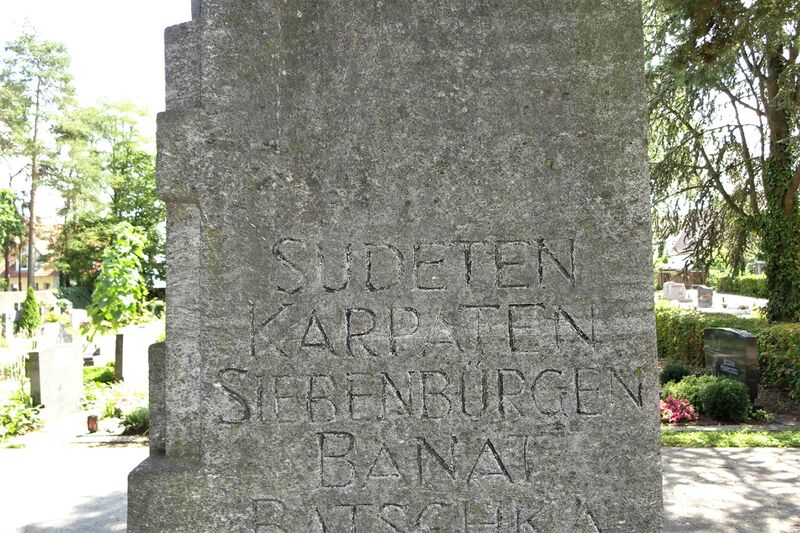 SUDETEN
KARPATEN
SIEBENBÜRGEN
BANAT
BATSCHKA